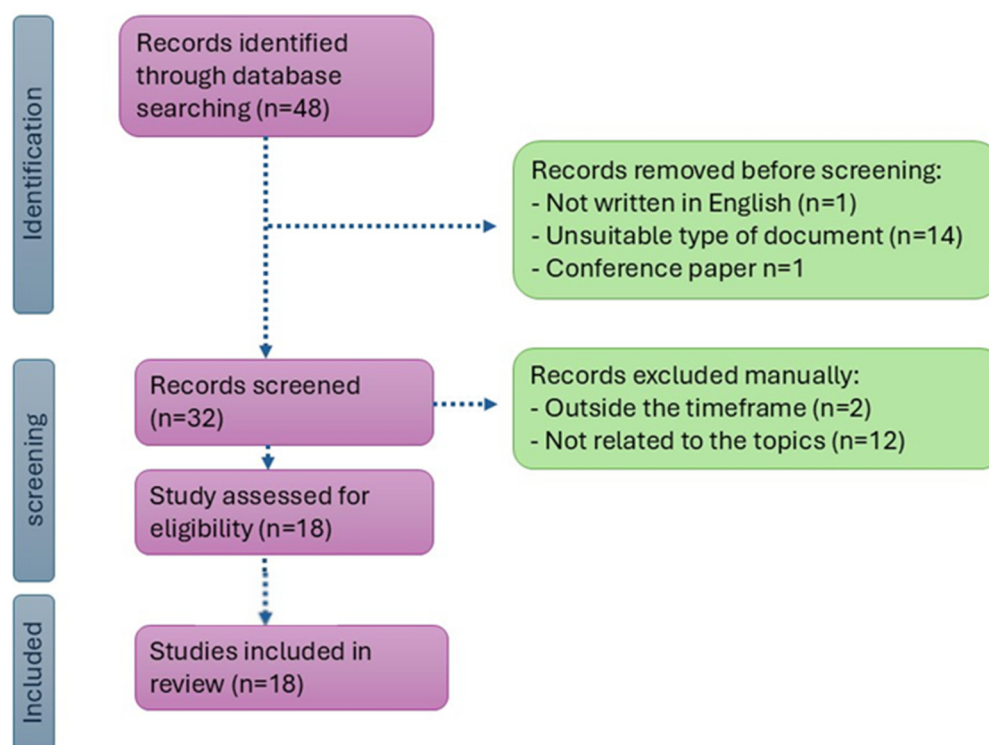 Identification
Records identified
through database
searching (n=48)
Records removed before screening:
- Not written in English (n=1)
- Unsuitable type of document (n=14)
- Conference paper n=1
screening
Records screened
(n=32)
Records excluded manually:
- Outside the timeframe (n=2)
- Not related to the topics (n=12)
Study assessed for
eligibility (n=18)
Included
Studies included in
review (n=18)